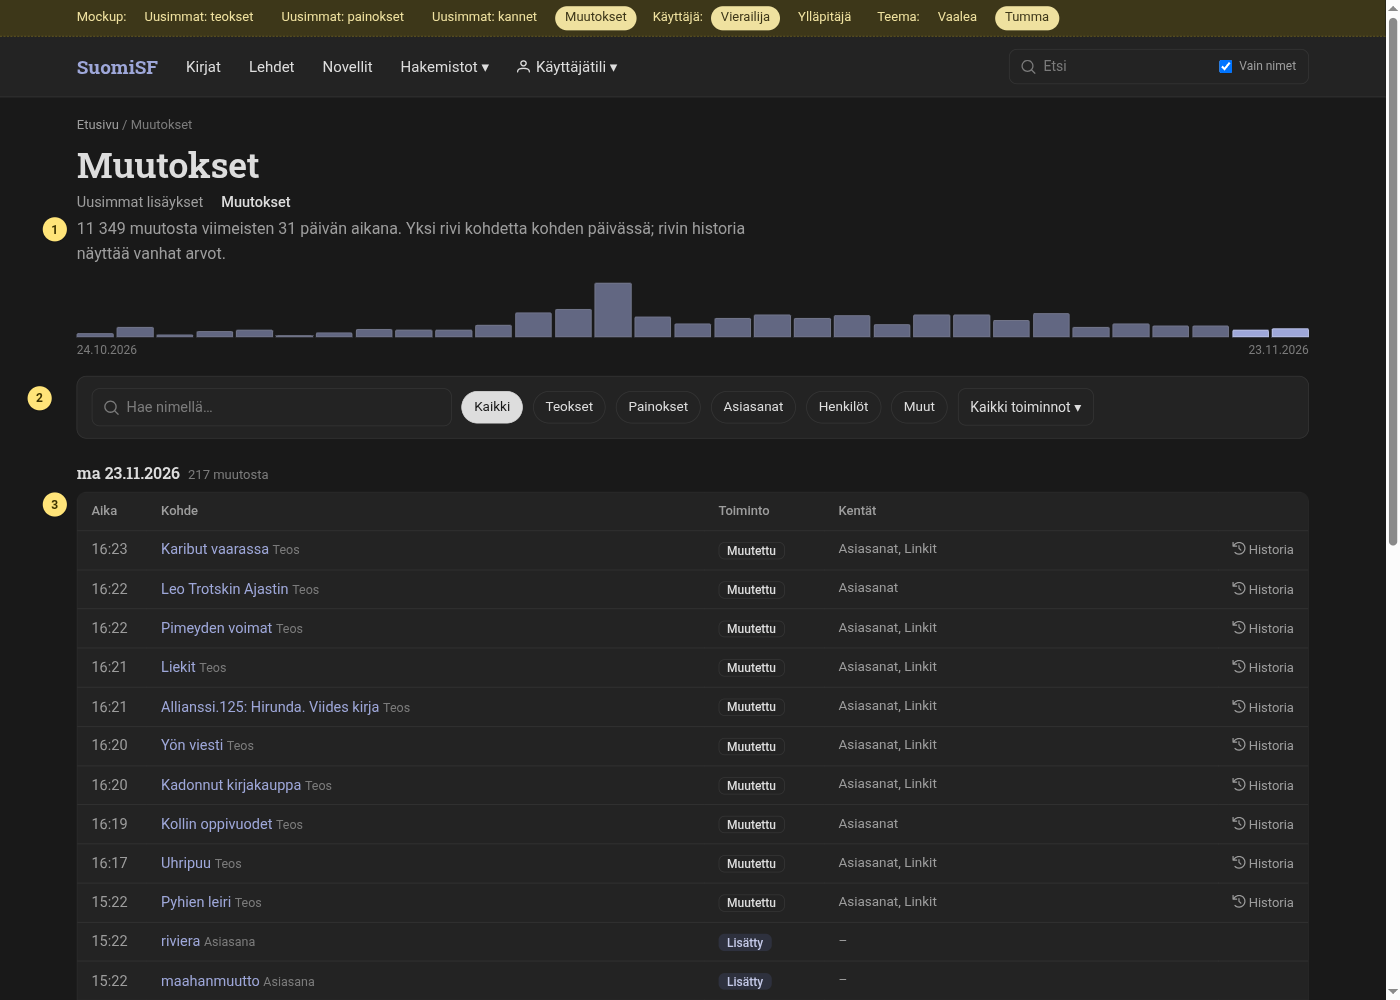 Mockup: Uusimmat: teokset Uusimmat: painokset Uusimmat: kannet Muutokset Käyttäjä: Vierailija Ylläpitäjä Teema: Vaalea Tumma
SuomiSF Kirjat Lehdet Novellit Hakemistot ▾ Käyttäjätili ▾ Etsi Vain nimet
Etusivu / Muutokset
Muutokset
Uusimmat lisäykset Muutokset
1 11 349 muutosta viimeisten 31 päivän aikana. Yksi rivi kohdetta kohden päivässä; rivin historia
näyttää vanhat arvot.
24.10.2026 23.11.2026
2 Hae nimellä... Kaikki Teokset Painokset Asiasanat Henkilöt Muut Kaikki toiminnot ▾
ma 23.11.2026 217 muutosta
3 Aika Kohde Toiminto Kentät
16:23 Karibut vaarassa Teos Muutettu Asiasanat, Linkit Historia
16:22 Leo Trotskin Ajastin Teos Muutettu Asiasanat Historia
16:22 Pimeyden voimat Teos Muutettu Asiasanat, Linkit Historia
16:21 Liekit Teos Muutettu Asiasanat, Linkit Historia
16:21 Allianssi.125: Hirunda. Viides kirja Teos Muutettu Asiasanat, Linkit Historia
16:20 Yön viesti Teos Muutettu Asiasanat, Linkit Historia
16:20 Kadonnut kirjakauppa Teos Muutettu Asiasanat, Linkit Historia
16:19 Kollin oppivuodet Teos Muutettu Asiasanat Historia
16:17 Uhripuu Teos Muutettu Asiasanat, Linkit Historia
15:22 Pyhien leiri Teos Muutettu Asiasanat, Linkit Historia
15:22 riviera Asiasana Lisätty –
15:22 maahanmuutto Asiasana Lisätty –